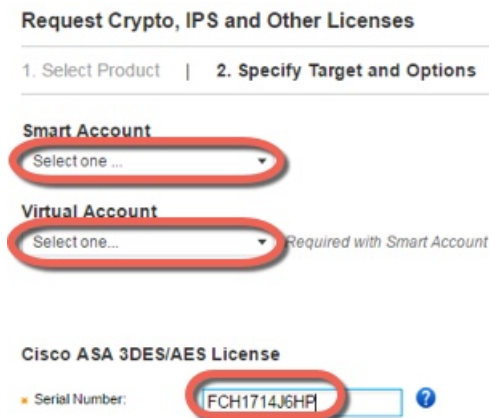 Request Crypto, IPS and Other Licenses
1. Select Product | 2. Specify Target and Options
Smart Account
Select one ...
Virtual Account
Select one... Required with Smart Account
Cisco ASA 3DES/AES License
Serial Number: FCH1714J6HP ?